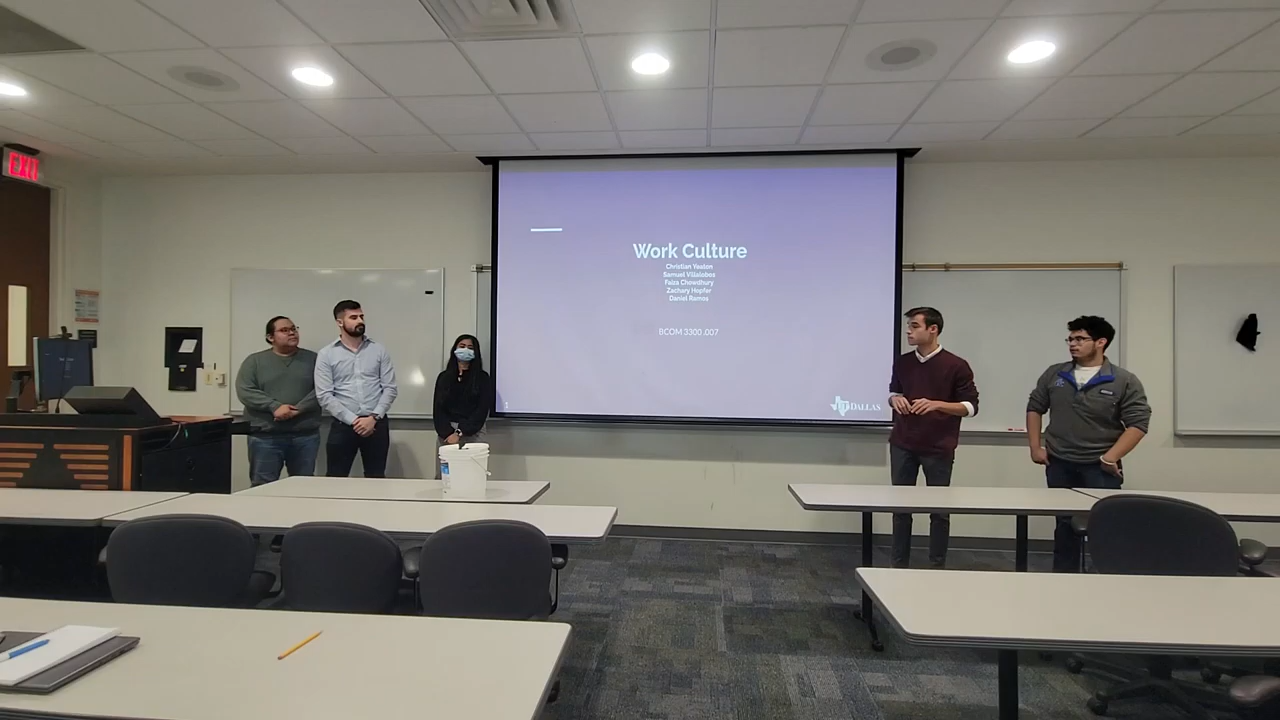 EXIT
Work Culture
Christian Yeaton
Samuel Villalobos
Faiza Chowdhury
Zachary Hopfer
Daniel Ramos
BCOM 3300 .007
DALLAS